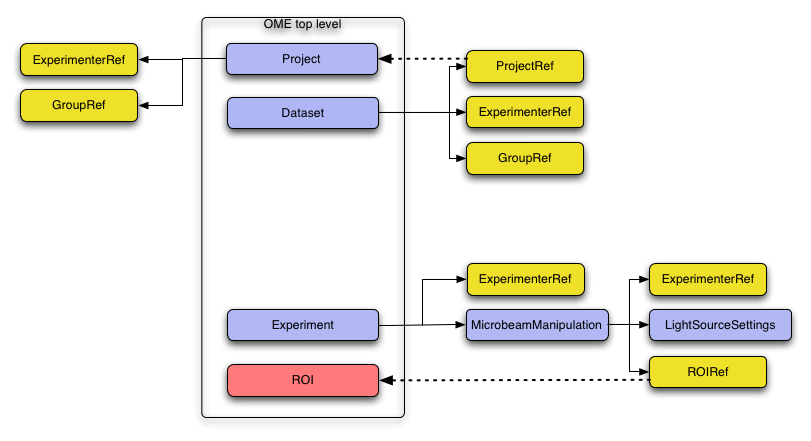 OME top level
ExperimenterRef
Project
ProjectRef
GroupRef
Dataset
ExperimenterRef
GroupRef
ExperimenterRef
ExperimenterRef
Experiment
MicrobeamManipulation
LightSourceSettings
ROI
ROIRef